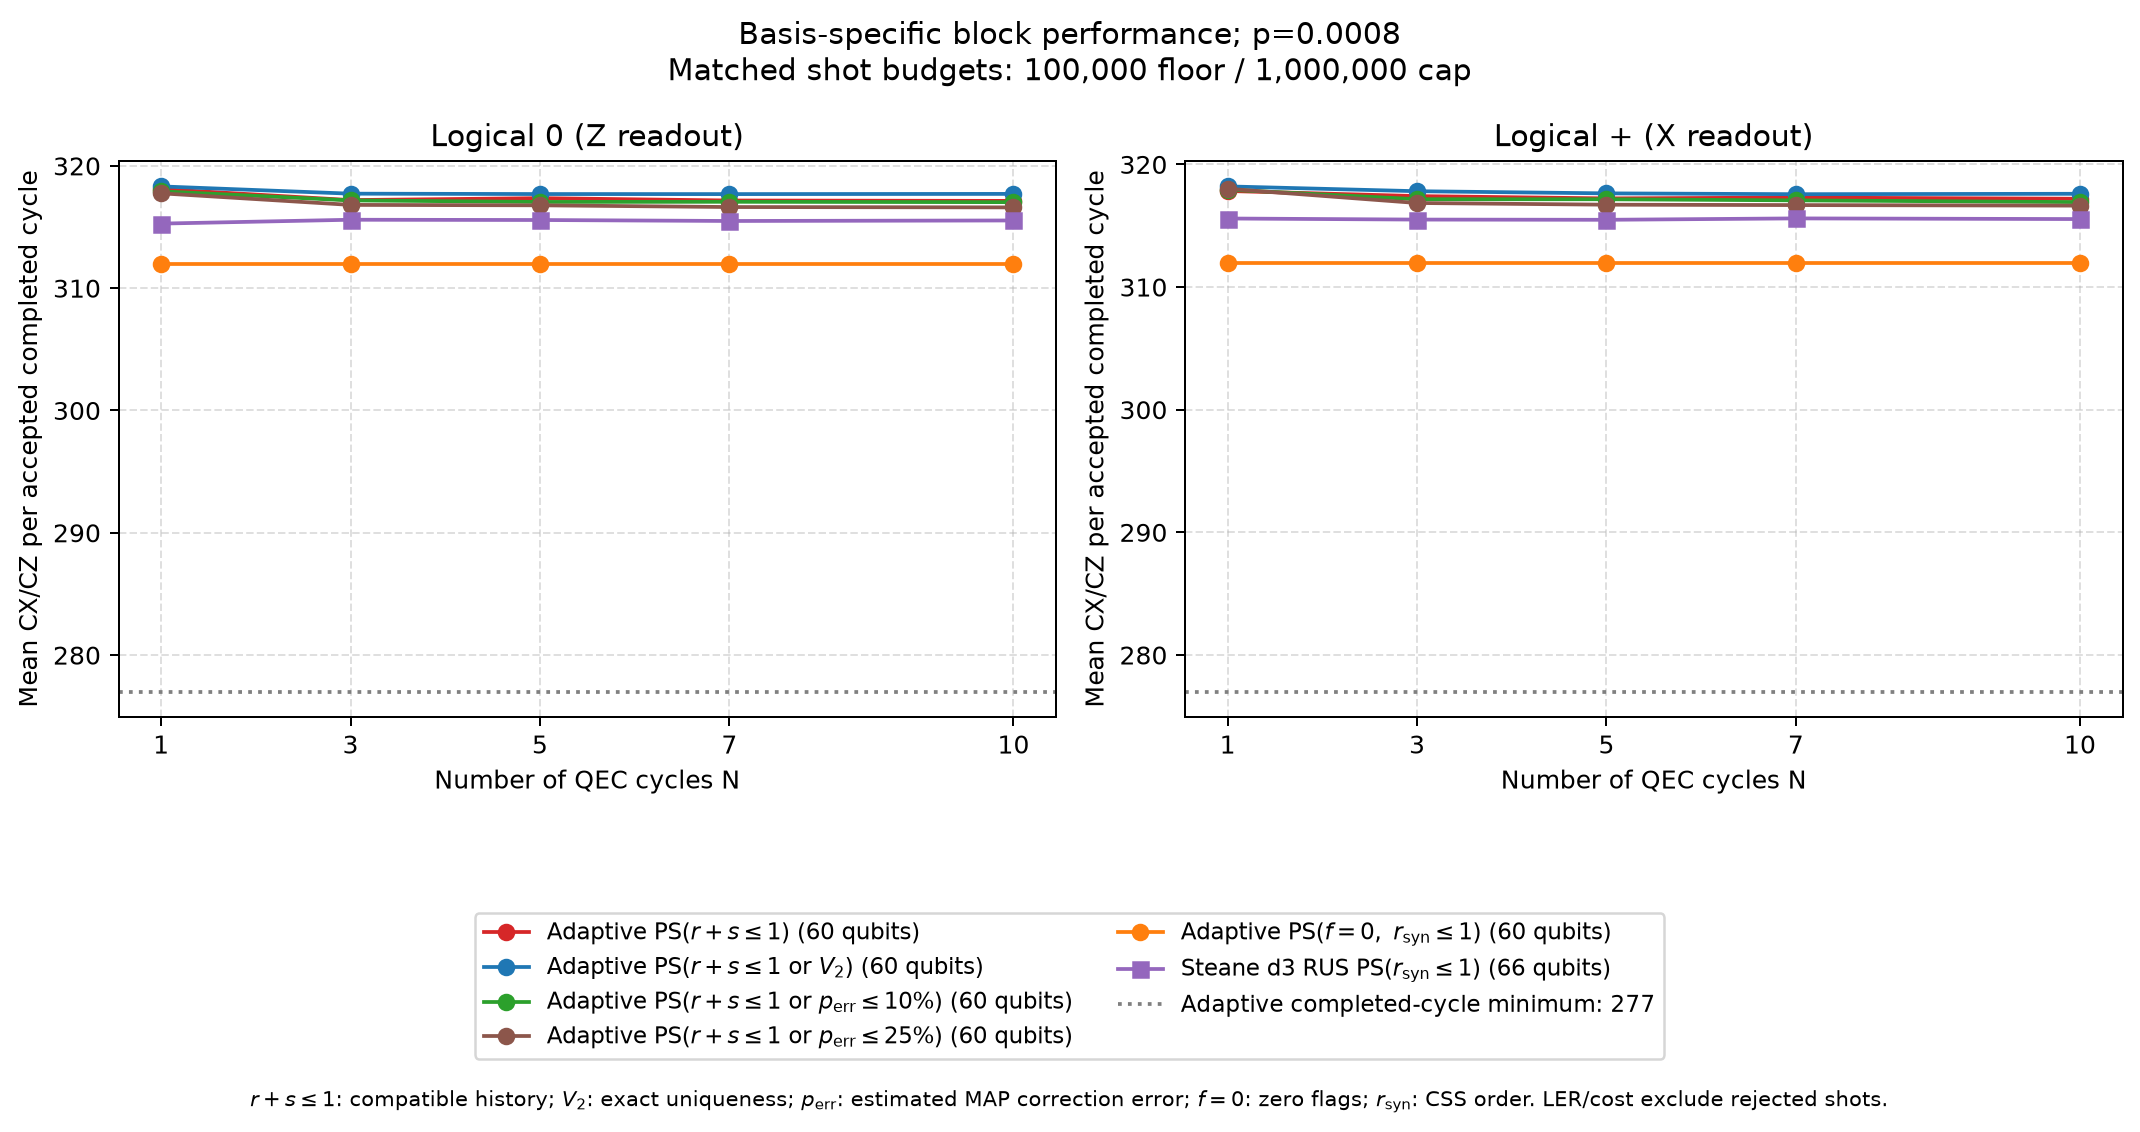 Basis-specific block performance; p=0.0008
Matched shot budgets: 100,000 floor / 1,000,000 cap
Logical 0 (Z readout)
Mean CX/CZ per accepted completed cycle
320
310
300
290
280
1
3
5
7
10
Number of QEC cycles N
Logical + (X readout)
Mean CX/CZ per accepted completed cycle
320
310
300
290
280
1
3
5
7
10
Number of QEC cycles N
Adaptive PS(r + s ≤ 1) (60 qubits)
Adaptive PS(r + s ≤ 1 or V₂) (60 qubits)
Adaptive PS(r + s ≤ 1 or p_err ≤ 10%) (60 qubits)
Adaptive PS(r + s ≤ 1 or p_err ≤ 25%) (60 qubits)
Adaptive PS(f = 0, r_syn ≤ 1) (60 qubits)
Steane d3 RUS PS(r_syn ≤ 1) (66 qubits)
Adaptive completed-cycle minimum: 277
r + s ≤ 1: compatible history; V₂: exact uniqueness; p_err: estimated MAP correction error; f = 0: zero flags; r_syn: CSS order. LER/cost exclude rejected shots.